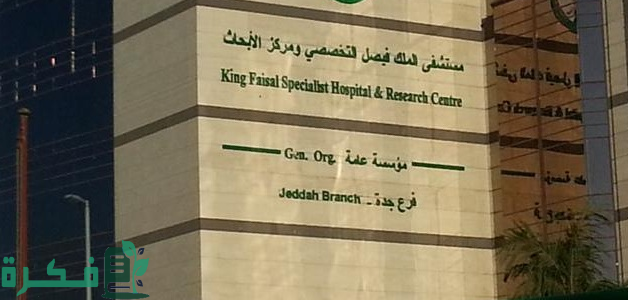 مستشفى الملك فيصل التخصصي ومركز الأبحاث
King Faisal Specialist Hospital & Research Centre
Gen. Org. مؤسسة عامة
Jeddah Branch - فرع جدة
فكرة